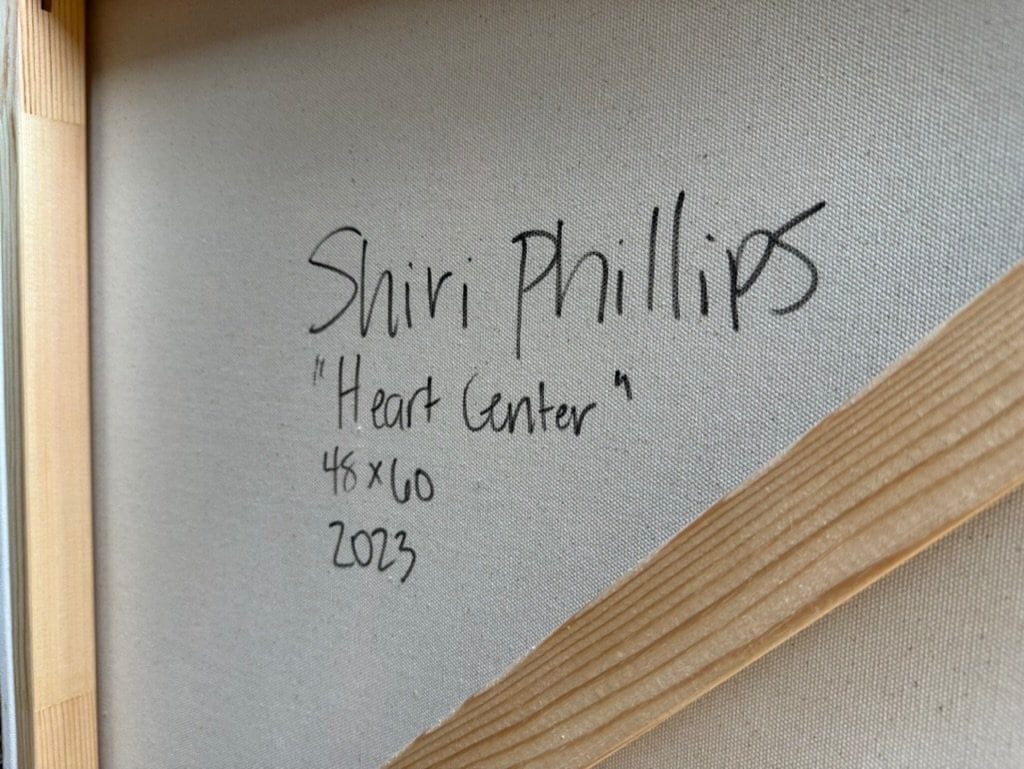 Shiri Phillips
"Heart Center"
48x60
2023